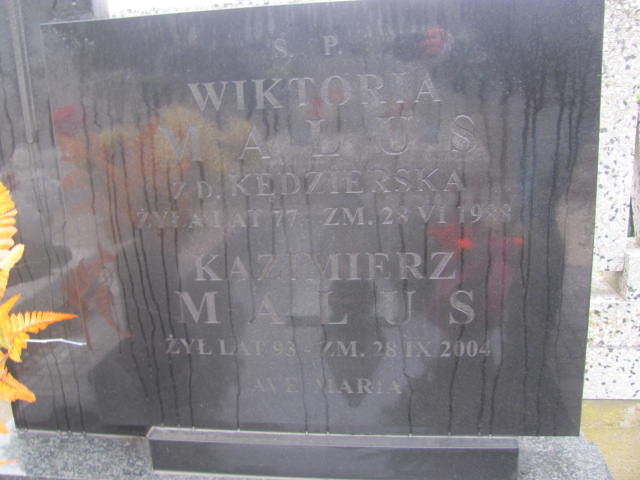 Ś. P.
WIKTORIA
MALUS
Z D. KĘDZIERSKA
ŻYŁA LAT 77 - ZM. 28 VI 1988
KAZIMIERZ
MALUS
ŻYŁ LAT 93 - ZM. 28 IX 2004
AVE MARIA